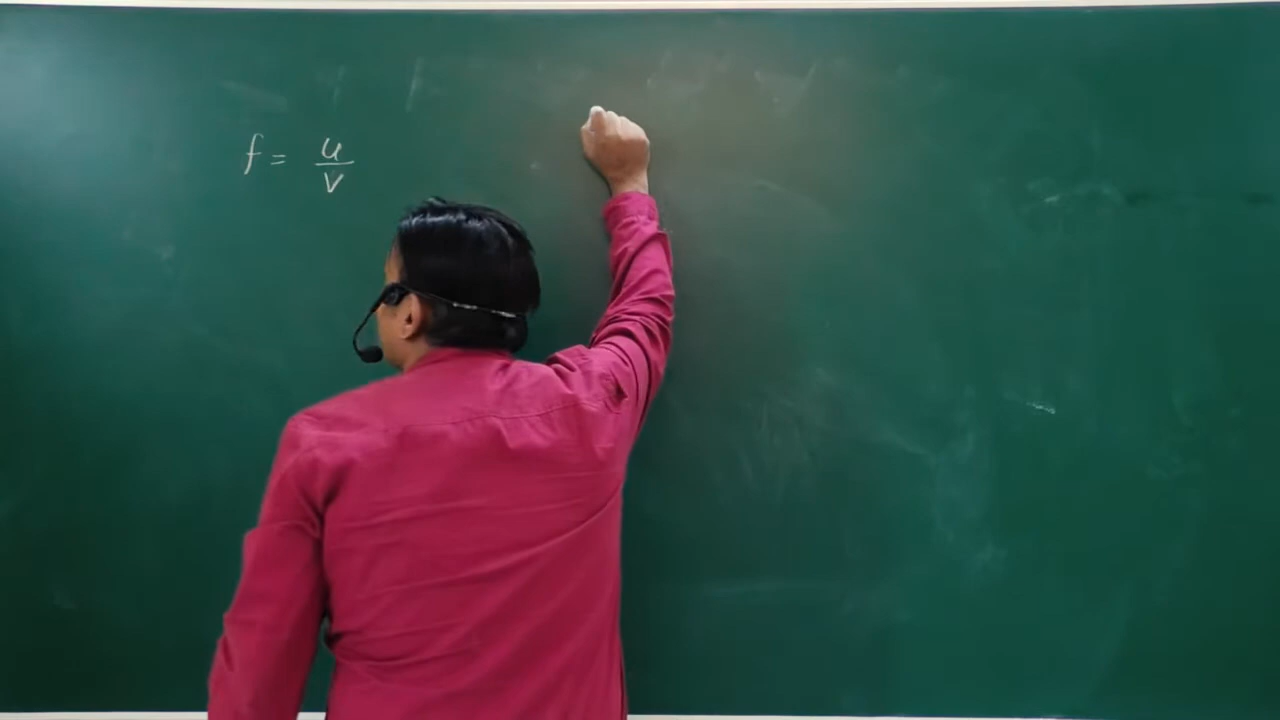 f = u/v